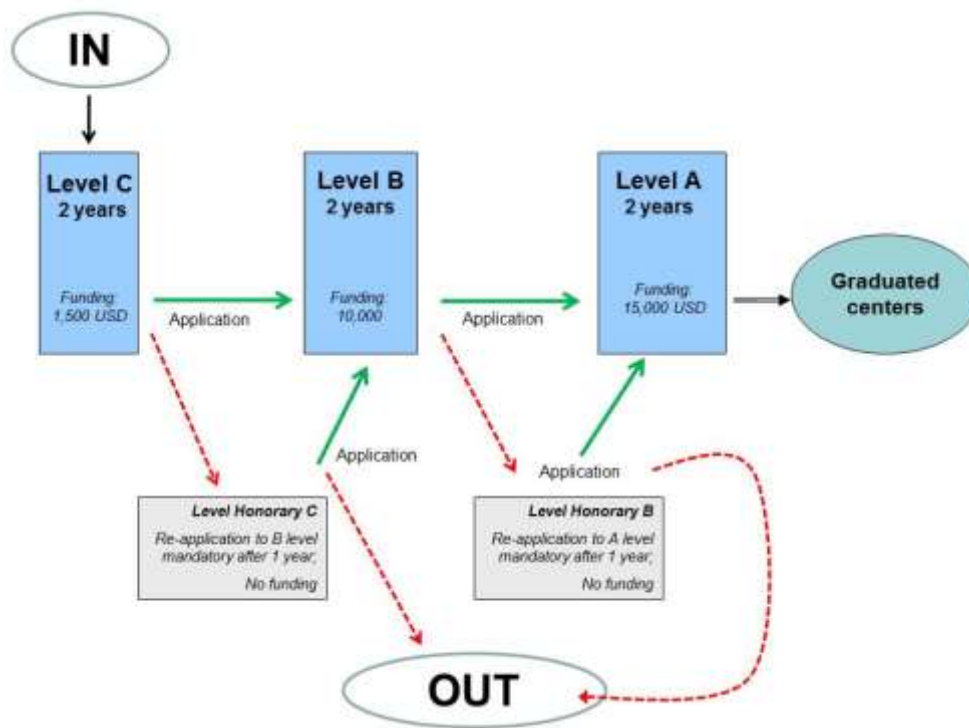 IN
Level C
2 years
Funding:
1,500 USD
Application
Level B
2 years
Funding:
10,000
Application
Level A
2 years
Funding:
15,000 USD
Graduated
centers
Application
Application
Level Honorary C
Re-application to B level
mandatory after 1 year;
No funding
Level Honorary B
Re-application to A level
mandatory after 1 year;
No funding
OUT